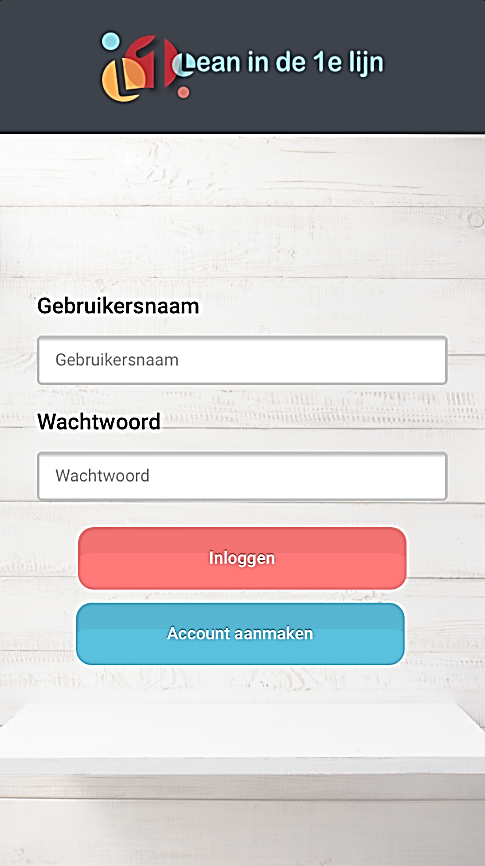 Lean in de 1e lijn
Gebruikersnaam
Gebruikersnaam
Wachtwoord
Wachtwoord
Inloggen
Account aanmaken